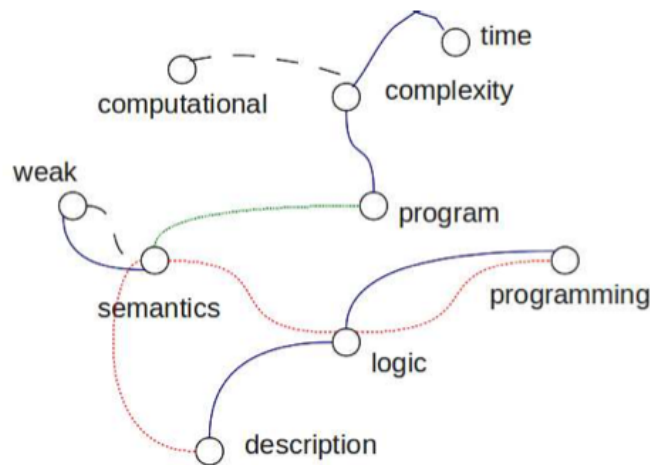 time
complexity
computational
weak
program
semantics
programming
logic
description